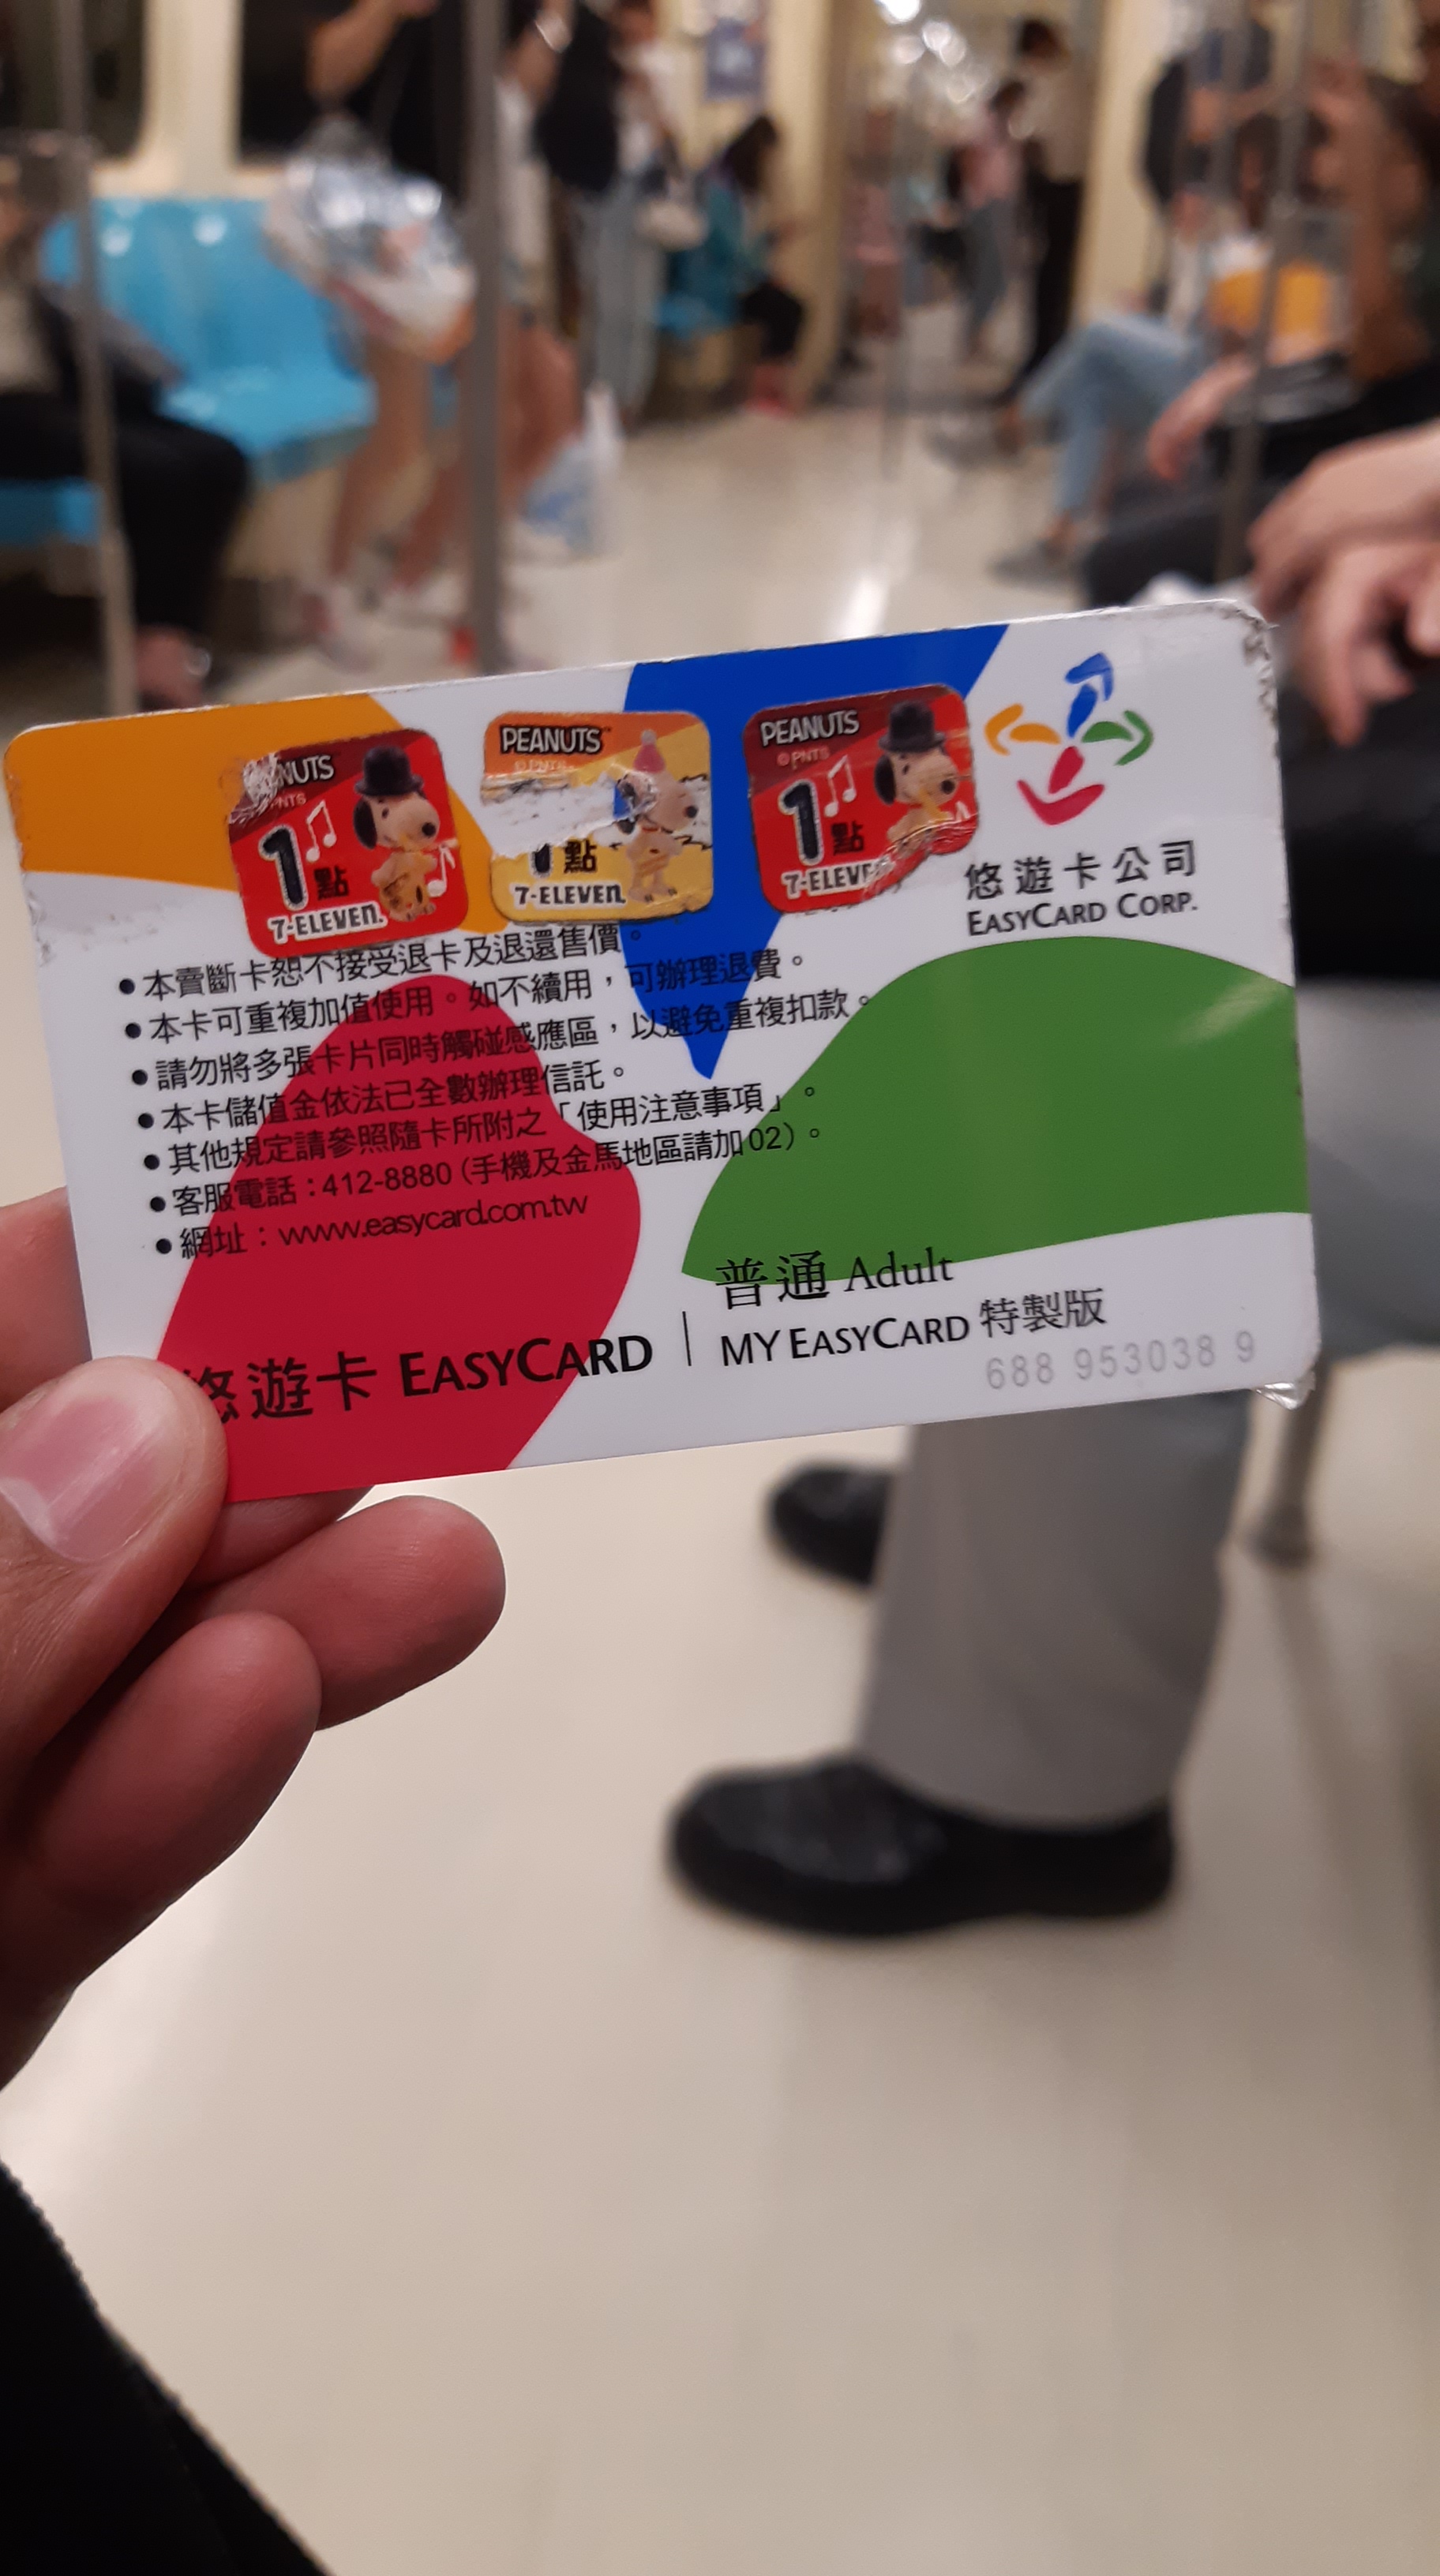 NUTS
NTS
1點
7-ELEVEn.
PEANUTS™
1點
7-ELEVEn
PEANUTS
©PNTS
1點
7-ELEVE
悠遊卡公司
EASYCARD CORP.
●本賣斷卡恕不接受退卡及退還售價。
●本卡可重複加值使用。如不續用，可辦理退費。
●請勿將多張卡片同時觸碰感應區，以避免重複扣款。
●本卡儲值金依法已全數辦理信託。
●其他規定請參照隨卡所附之「使用注意事項」。
●客服電話：412-8880 (手機及金馬地區請加02)。
●網址：www.easycard.com.tw
悠遊卡 EASYCARD
普通 Adult
MY EASYCARD 特製版
688 953038 9